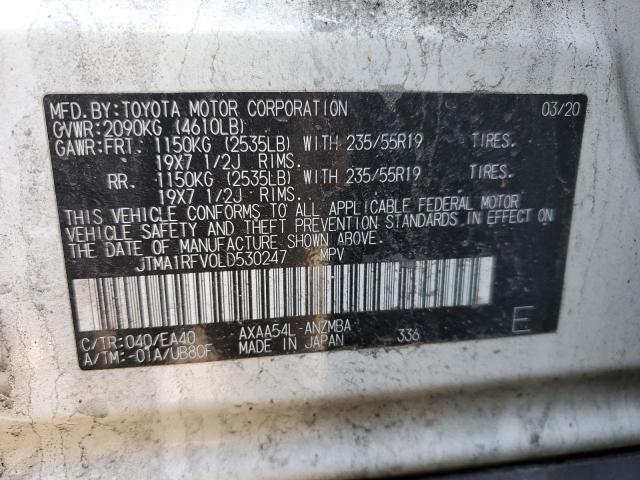 MFD.BY:TOYOTA MOTOR CORPORATION 03/20
GVWR:2090KG (4610LB)
GAWR:FRT. 1150KG (2535LB) WITH 235/55R19 TIRES.
19X7 1/2J RIMS.
RR. 1150KG (2535LB) WITH 235/55R19 TIRES.
19X7 1/2J RIMS.
THIS VEHICLE CONFORMS TO ALL APPLICABLE FEDERAL MOTOR
VEHICLE SAFETY AND THEFT PREVENTION STANDARDS IN EFFECT ON
THE DATE OF MANUFACTURE SHOWN ABOVE.
JTMA1RFV0LD530247 MPV
C/TR:040/EA40 AXAA54L-ANZMBA 336 E
A/TM:-01A/UB80F MADE IN JAPAN